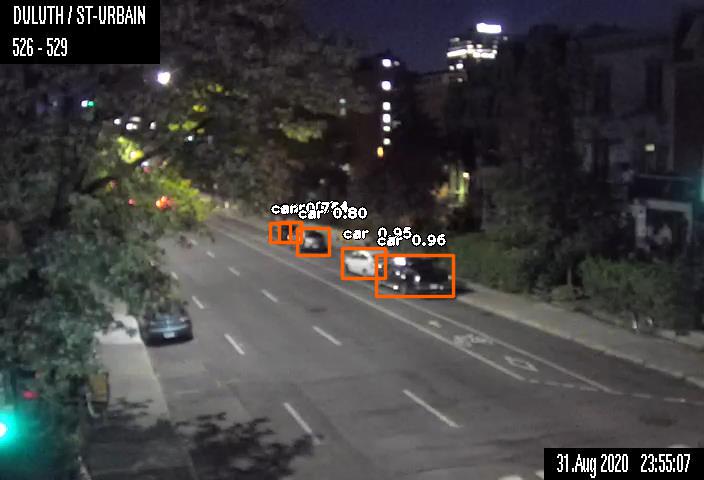 DULUTH / ST-URBAIN
526 - 529
car 0.80
car 0.95
car 0.96
31.Aug 2020 23:55:07